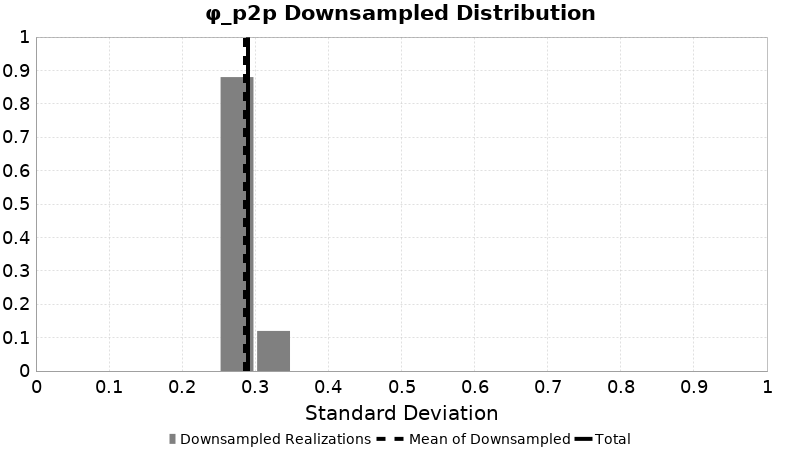 φ_p2p Downsampled Distribution
1
0.9
0.8
0.7
0.6
0.5
0.4
0.3
0.2
0.1
0
0 0.1 0.2 0.3 0.4 0.5 0.6 0.7 0.8 0.9 1
Standard Deviation
Downsampled Realizations Mean of Downsampled Total